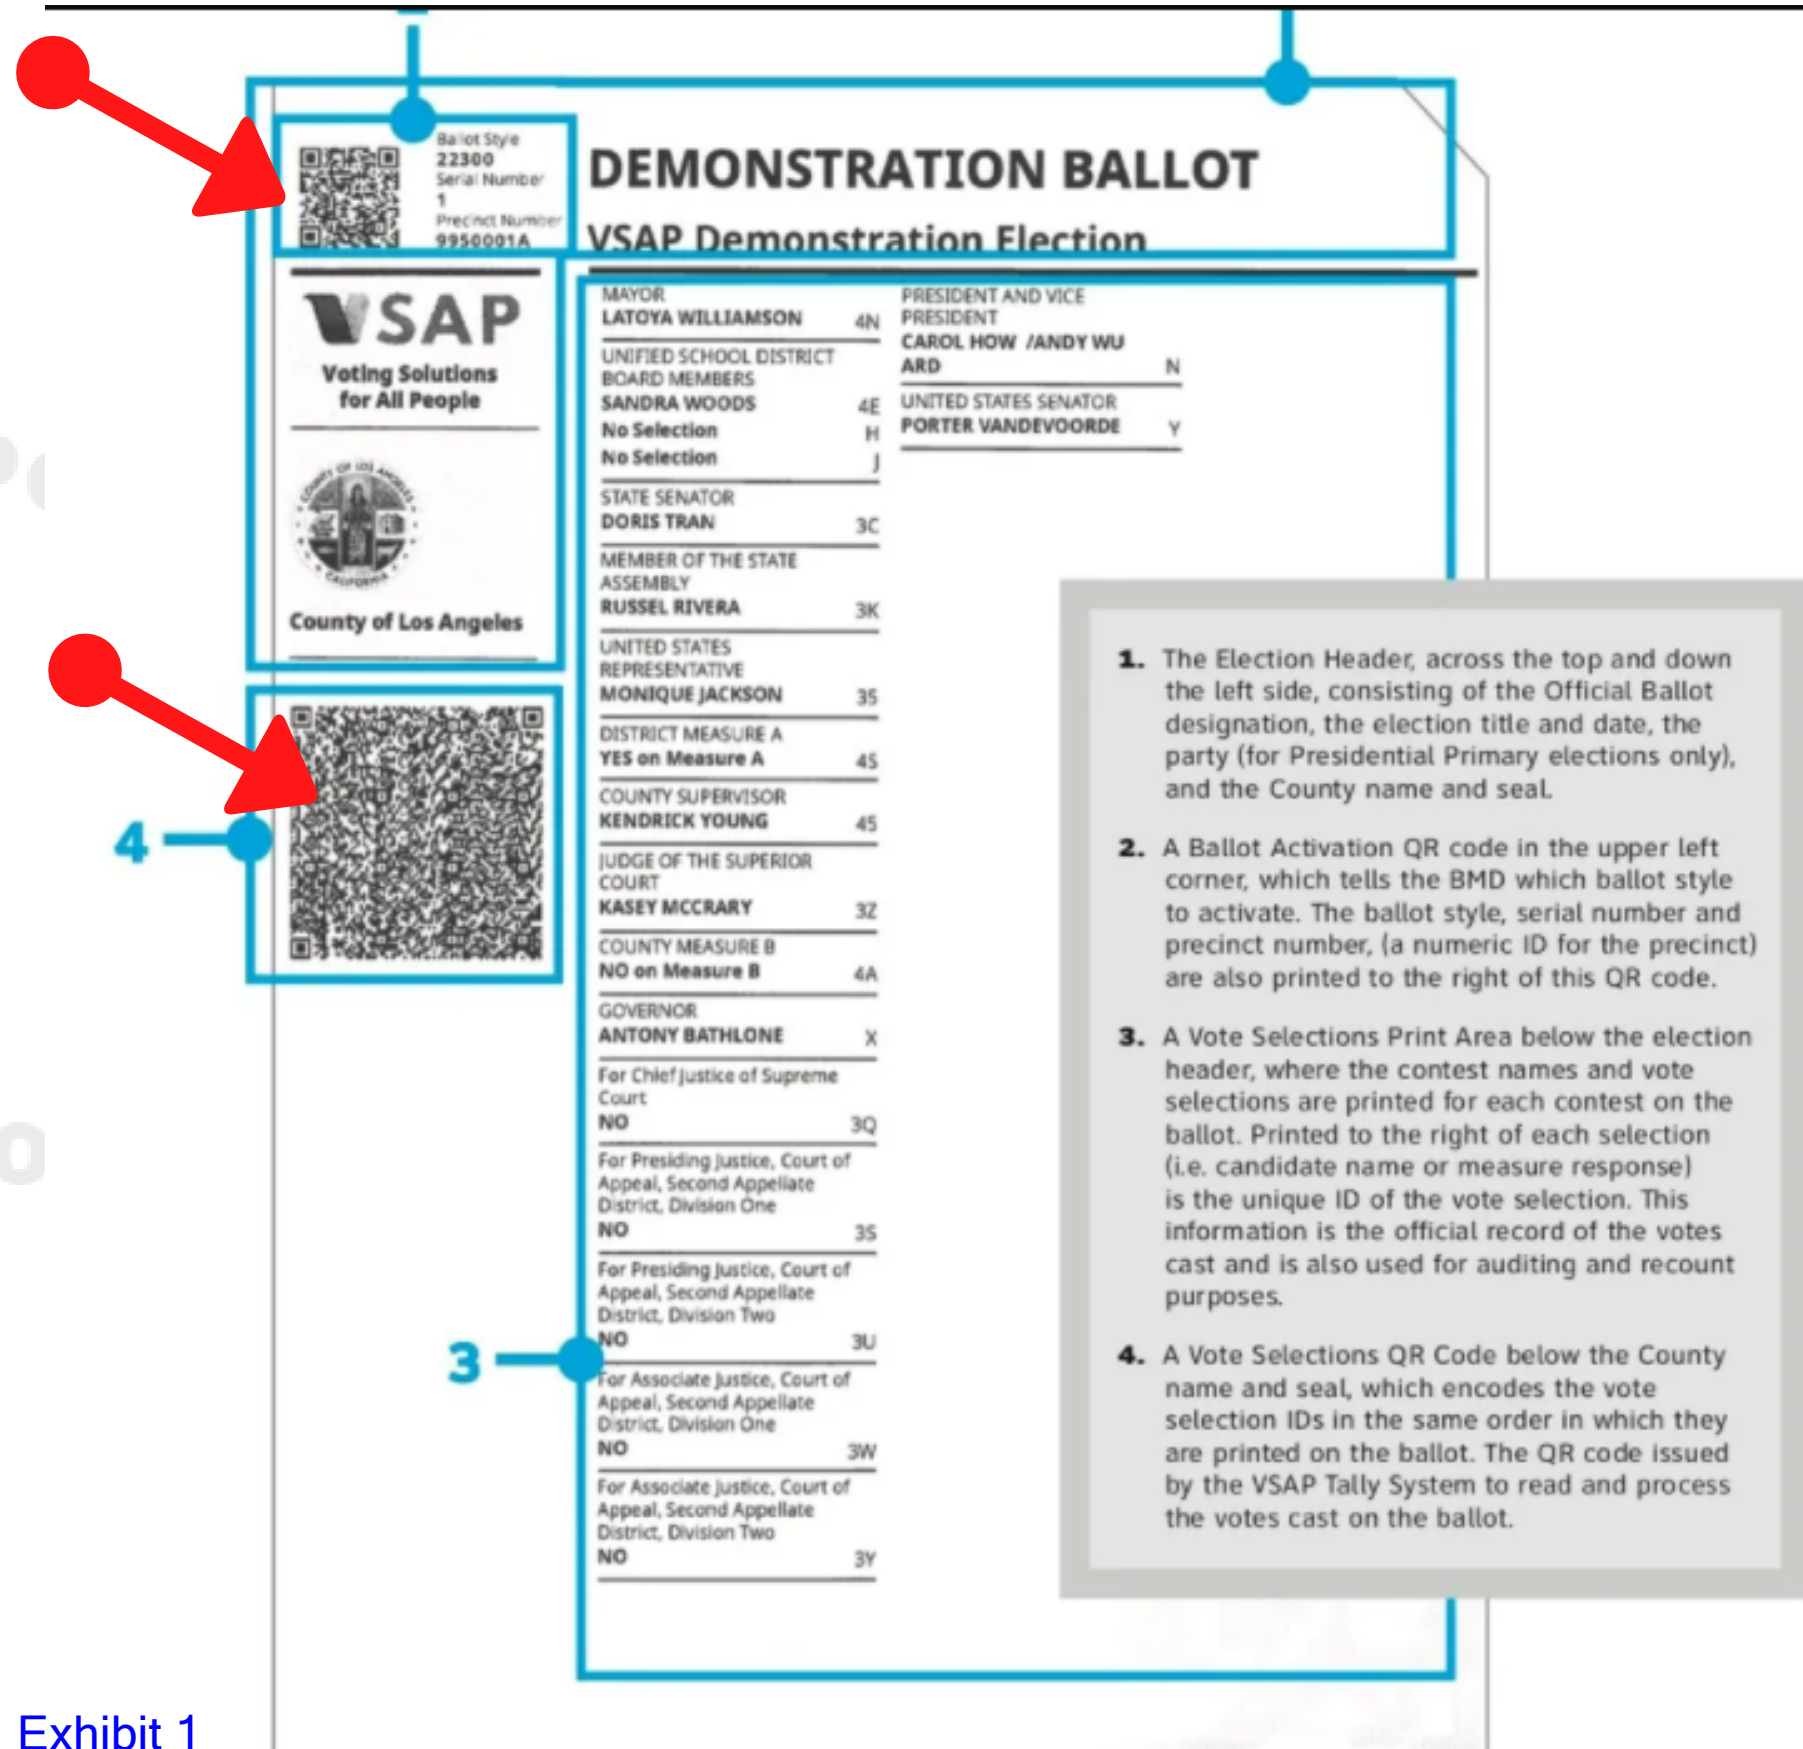 Ballot Style
22300
Serial Number
1
Precinct Number
9950001A
DEMONSTRATION BALLOT
VSAP Demonstration Election
VSAP
Voting Solutions
for All People
COUNTY OF LOS ANGELES
CALIFORNIA
County of Los Angeles
4
MAYOR
LATOYA WILLIAMSON 4N
UNIFIED SCHOOL DISTRICT
BOARD MEMBERS
SANDRA WOODS 4E
No Selection H
No Selection J
STATE SENATOR
DORIS TRAN 3C
MEMBER OF THE STATE
ASSEMBLY
RUSSEL RIVERA 3K
UNITED STATES
REPRESENTATIVE
MONIQUE JACKSON 3S
DISTRICT MEASURE A
YES on Measure A 4S
COUNTY SUPERVISOR
KENDRICK YOUNG 45
JUDGE OF THE SUPERIOR
COURT
KASEY MCCRARY 3Z
COUNTY MEASURE B
NO on Measure B 4A
GOVERNOR
ANTONY BATHLONE X
For Chief Justice of Supreme
Court
NO 3Q
For Presiding Justice, Court of
Appeal, Second Appellate
District, Division One
NO 3S
For Presiding Justice, Court of
Appeal, Second Appellate
District, Division Two
NO 3U
3
For Associate Justice, Court of
Appeal, Second Appellate
District, Division One
NO 3W
For Associate Justice, Court of
Appeal, Second Appellate
District, Division Two
NO 3Y
PRESIDENT AND VICE
PRESIDENT
CAROL HOW /ANDY WU
ARD N
UNITED STATES SENATOR
PORTER VANDEVOORDE Y
1. The Election Header, across the top and down
the left side, consisting of the Official Ballot
designation, the election title and date, the
party (for Presidential Primary elections only),
and the County name and seal.
2. A Ballot Activation QR code in the upper left
corner, which tells the BMD which ballot style
to activate. The ballot style, serial number and
precinct number, (a numeric ID for the precinct)
are also printed to the right of this QR code.
3. A Vote Selections Print Area below the election
header, where the contest names and vote
selections are printed for each contest on the
ballot. Printed to the right of each selection
(i.e. candidate name or measure response)
is the unique ID of the vote selection. This
information is the official record of the votes
cast and is also used for auditing and recount
purposes.
4. A Vote Selections QR Code below the County
name and seal, which encodes the vote
selection IDs in the same order in which they
are printed on the ballot. The QR code issued
by the VSAP Tally System to read and process
the votes cast on the ballot.
Exhibit 1